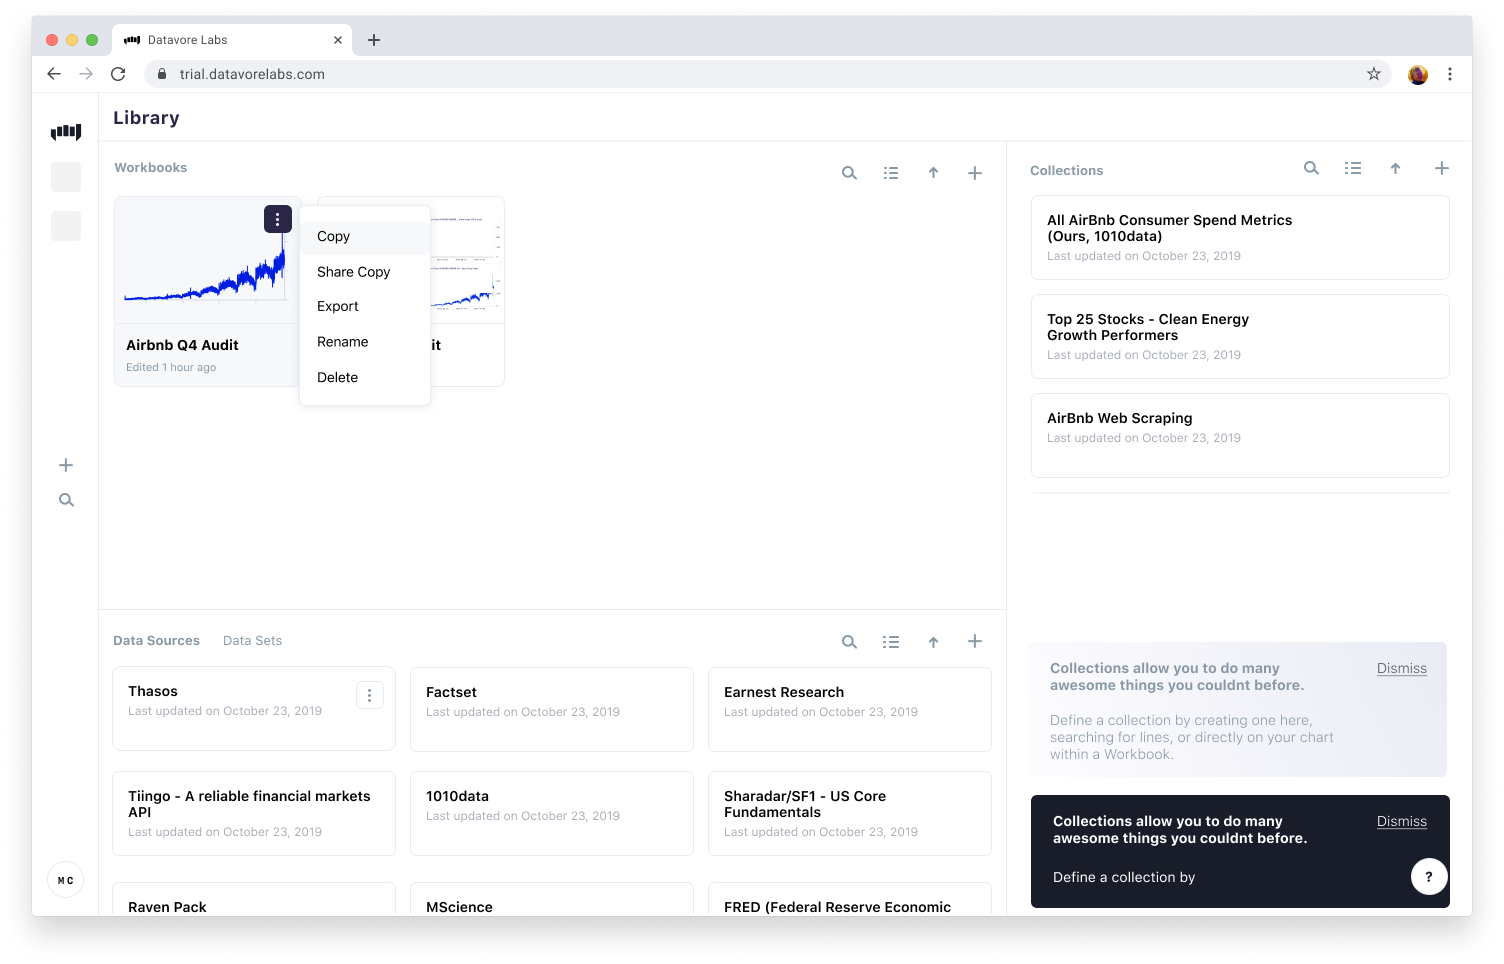 Datavore Labs
trial.datavorelabs.com
Library
Workbooks
Airbnb Q4 Audit
Edited 1 hour ago
Copy
Share Copy
Export
Rename
Delete
it
Collections
All AirBnb Consumer Spend Metrics
(Ours, 1010data)
Last updated on October 23, 2019
Top 25 Stocks - Clean Energy
Growth Performers
Last updated on October 23, 2019
AirBnb Web Scraping
Last updated on October 23, 2019
Data Sources
Data Sets
Thasos
Last updated on October 23, 2019
Factset
Last updated on October 23, 2019
Earnest Research
Last updated on October 23, 2019
Tiingo - A reliable financial markets
API
Last updated on October 23, 2019
1010data
Last updated on October 23, 2019
Sharadar/SF1 - US Core
Fundamentals
Last updated on October 23, 2019
Raven Pack
MScience
FRED (Federal Reserve Economic
Collections allow you to do many
awesome things you couldnt before.
Dismiss
Define a collection by creating one here,
searching for lines, or directly on your chart
within a Workbook.
Collections allow you to do many
awesome things you couldnt before.
Dismiss
Define a collection by
?
M C